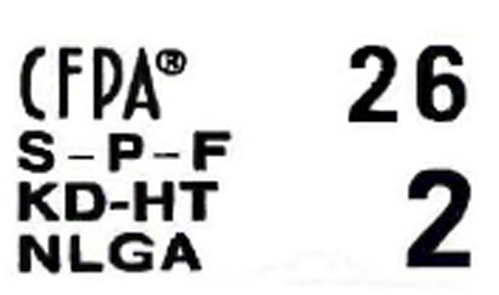 CFPA® 26
S-P-F
KD-HT 2
NLGA